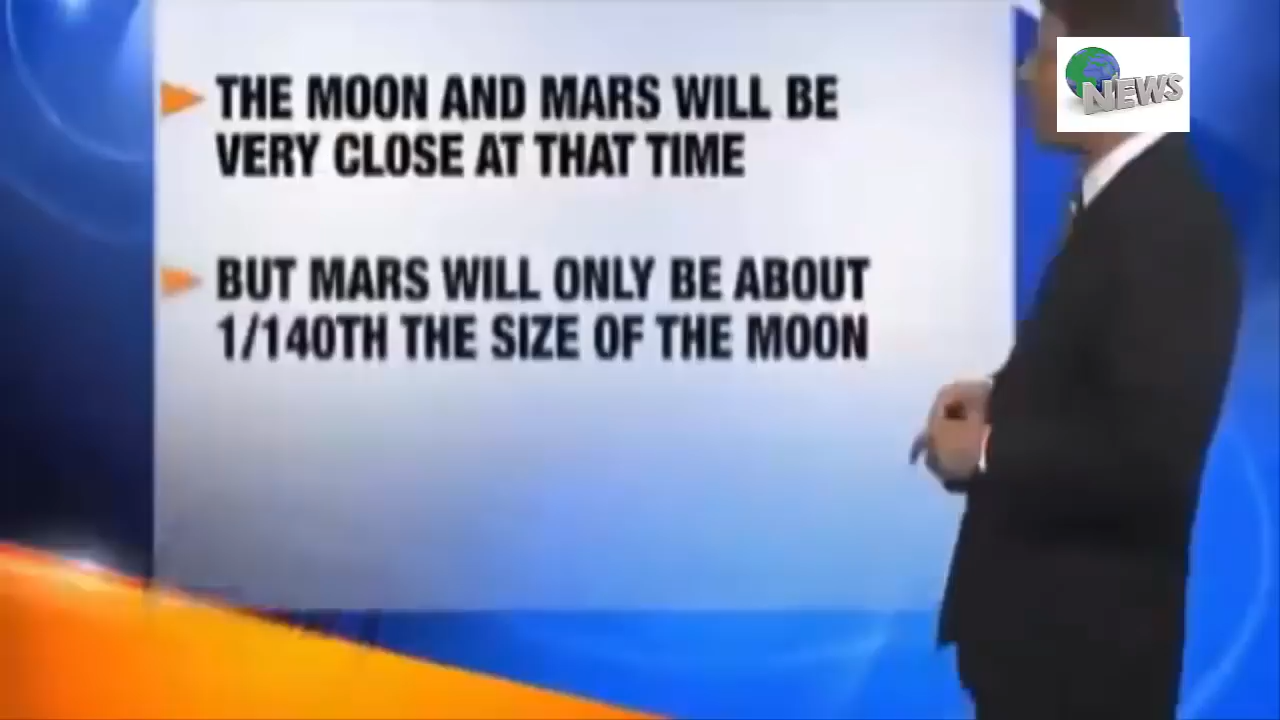 NEWS
THE MOON AND MARS WILL BE
VERY CLOSE AT THAT TIME
BUT MARS WILL ONLY BE ABOUT
1/140TH THE SIZE OF THE MOON